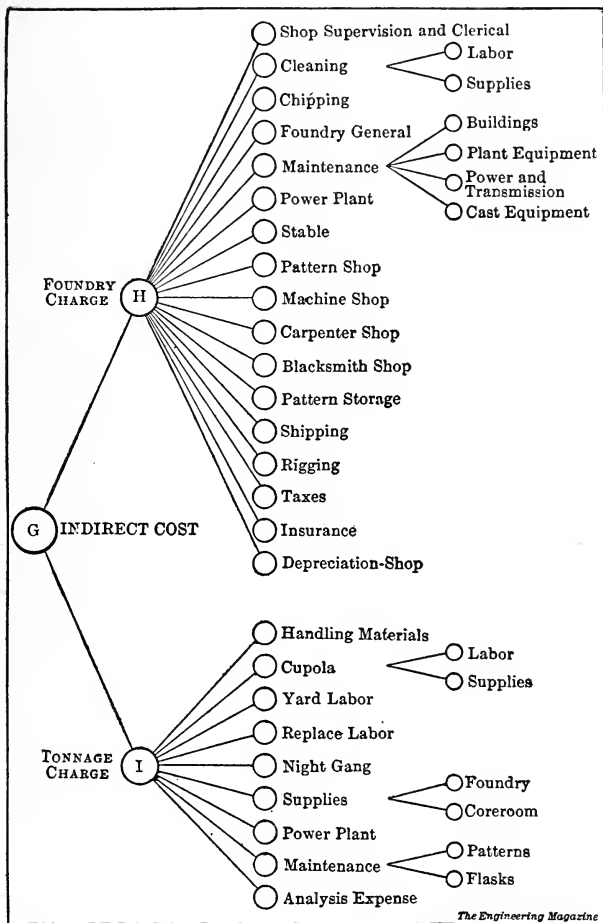 Shop Supervision and Clerical
Cleaning
Labor
Supplies
Chipping
Foundry General
Maintenance
Buildings
Plant Equipment
Power and
Transmission
Cast Equipment
Power Plant
Stable
Pattern Shop
FOUNDRY
CHARGE
H
Machine Shop
Carpenter Shop
Blacksmith Shop
Pattern Storage
Shipping
Rigging
Taxes
G INDIRECT COST
Insurance
Depreciation-Shop
Handling Materials
Cupola
Labor
Supplies
Yard Labor
Replace Labor
TONNAGE
CHARGE
I
Night Gang
Supplies
Foundry
Coreroom
Power Plant
Maintenance
Patterns
Flasks
Analysis Expense
The Engineering Magazine